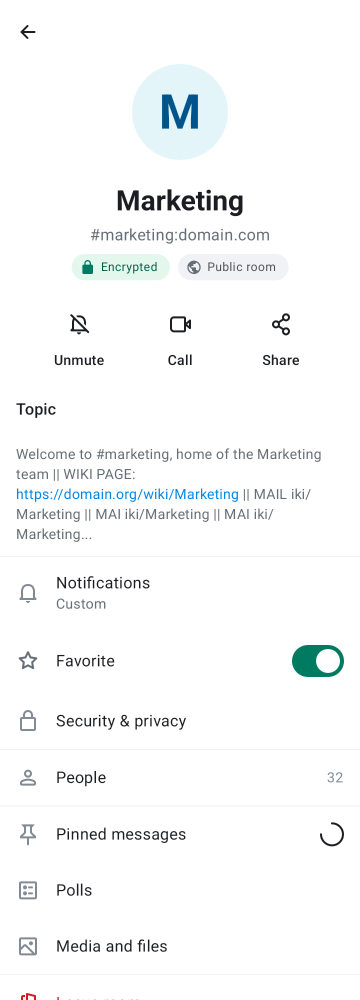 M
Marketing
#marketing:domain.com
Encrypted
Public room
Unmute
Call
Share
Topic
Welcome to #marketing, home of the Marketing
team || WIKI PAGE:
https://domain.org/wiki/Marketing || MAIL iki/
Marketing || MAI iki/Marketing || MAI iki/
Marketing...
Notifications
Custom
Favorite
Security & privacy
People
32
Pinned messages
Polls
Media and files